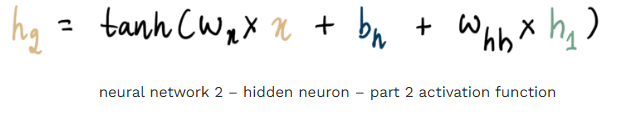 h₂ = tanh(wₓ× x + bₕ + wₕₕ× h₁)
neural network 2 – hidden neuron – part 2 activation function